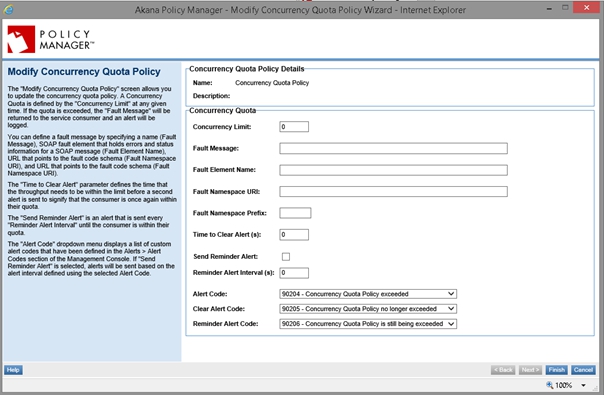 Akana Policy Manager - Modify Concurrency Quota Policy Wizard - Internet Explorer
POLICY
MANAGER™
Modify Concurrency Quota Policy
The "Modify Concurrency Quota Policy" screen allows you
to update the concurrency quota policy. A Concurrency
Quota is defined by the "Concurrency Limit" at any given
time. If the quota is exceeded, the "Fault Message" will be
returned to the service consumer and an alert will be
logged.
You can define a fault message by specifying a name (Fault
Message), SOAP fault element that holds errors and status
information for a SOAP message (Fault Element Name),
URL that points to the fault code schema (Fault Namespace
URI), and URL that points to the fault code schema (Fault
Namespace URI).
The "Time to Clear Alert" parameter defines the time that
the throughput needs to be within the limit before a second
alert is sent to signify that the consumer is once again within
their quota.
The "Send Reminder Alert" is an alert that is sent every
"Reminder Alert Interval" until the consumer is within their
quota.
The "Alert Code" dropdown menu displays a list of custom
alert codes that have been defined in the Alerts > Alert
Codes section of the Management Console. If "Send
Reminder Alert" is selected, alerts will be sent based on the
alert interval defined using the selected Alert Code.
Concurrency Quota Policy Details
Name: Concurrency Quota Policy
Description:
Concurrency Quota
Concurrency Limit: 0
Fault Message:
Fault Element Name:
Fault Namespace URI:
Fault Namespace Prefix:
Time to Clear Alert (s): 0
Send Reminder Alert:
Reminder Alert Interval (s): 0
Alert Code: 90204 - Concurrency Quota Policy exceeded
Clear Alert Code: 90205 - Concurrency Quota Policy no longer exceeded
Reminder Alert Code: 90206 - Concurrency Quota Policy is still being exceeded
Help < Back Next > Finish Cancel
100%